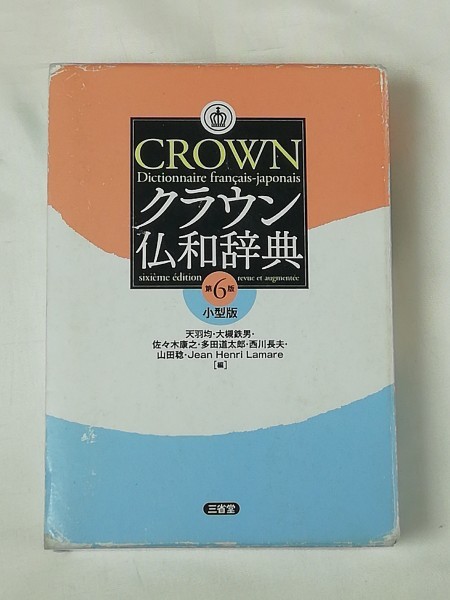 CROWN
Dictionnaire français-japonais
クラウン
仏和辞典
sixième édition revue et augmentée
第6版
小型版
天羽均・大槻鉄男・
佐々木康之・多田道太郎・西川長夫・
山田稔・Jean Henri Lamare
[編]
三省堂